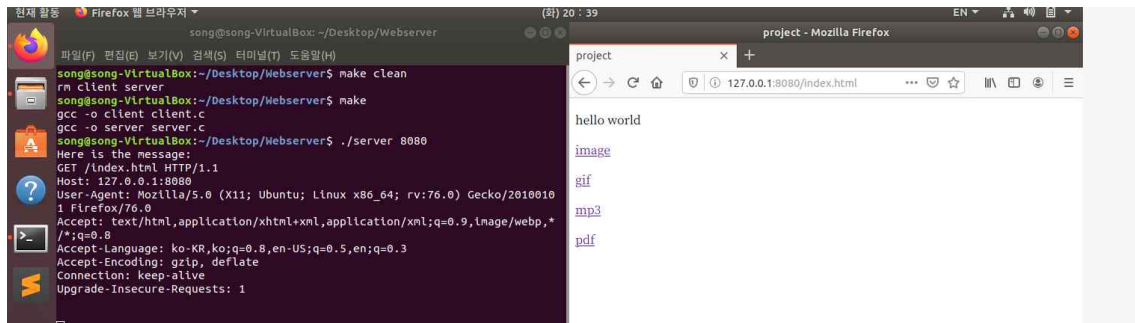 현재 활동 Firefox 웹 브라우저 (화) 20 : 39 EN
song@song-VirtualBox: ~/Desktop/Webserver
파일(F) 편집(E) 보기(V) 검색(S) 터미널(T) 도움말(H)
song@song-VirtualBox:~/Desktop/Webserver$ make clean
rm client server
song@song-VirtualBox:~/Desktop/Webserver$ make
gcc -o client client.c
gcc -o server server.c
song@song-VirtualBox:~/Desktop/Webserver$ ./server 8080
Here is the message:
GET /index.html HTTP/1.1
Host: 127.0.0.1:8080
User-Agent: Mozilla/5.0 (X11; Ubuntu; Linux x86_64; rv:76.0) Gecko/2010010
1 Firefox/76.0
Accept: text/html,application/xhtml+xml,application/xml;q=0.9,image/webp,*
/*;q=0.8
Accept-Language: ko-KR,ko;q=0.8,en-US;q=0.5,en;q=0.3
Accept-Encoding: gzip, deflate
Connection: keep-alive
Upgrade-Insecure-Requests: 1
project - Mozilla Firefox
project
127.0.0.1:8080/index.html
hello world
image
gif
mp3
pdf